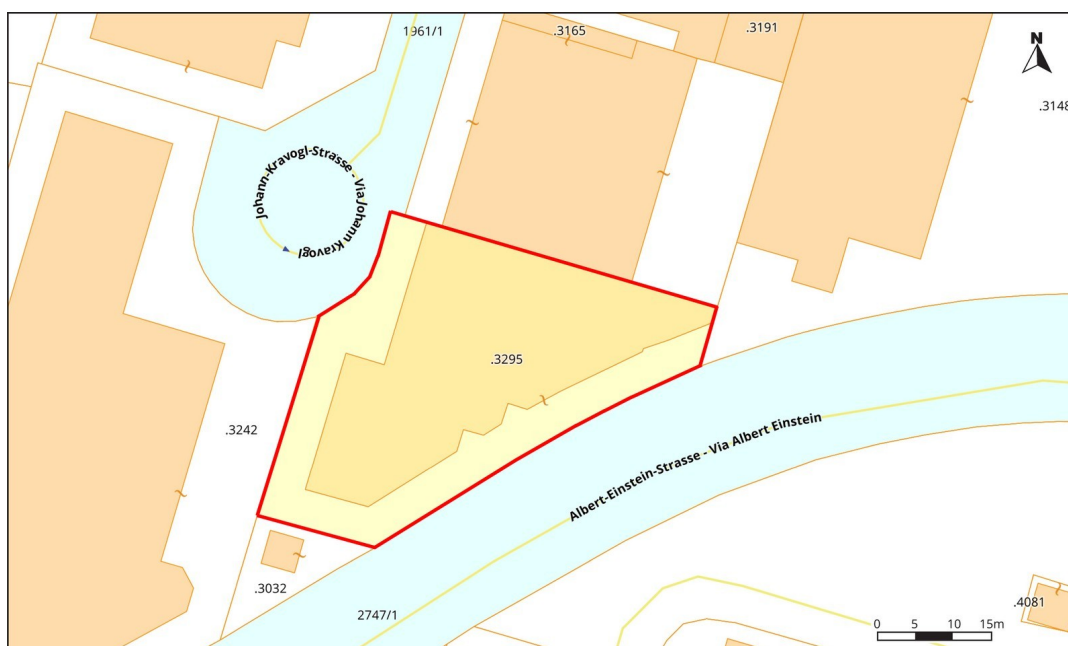 1961/1
.3165
.3191
N
.3148
Johann-Kravogl-Strasse - Via Johann Kravogl
.3295
.3242
Albert-Einstein-Strasse - Via Albert Einstein
.3032
2747/1
.4081
0 5 10 15m